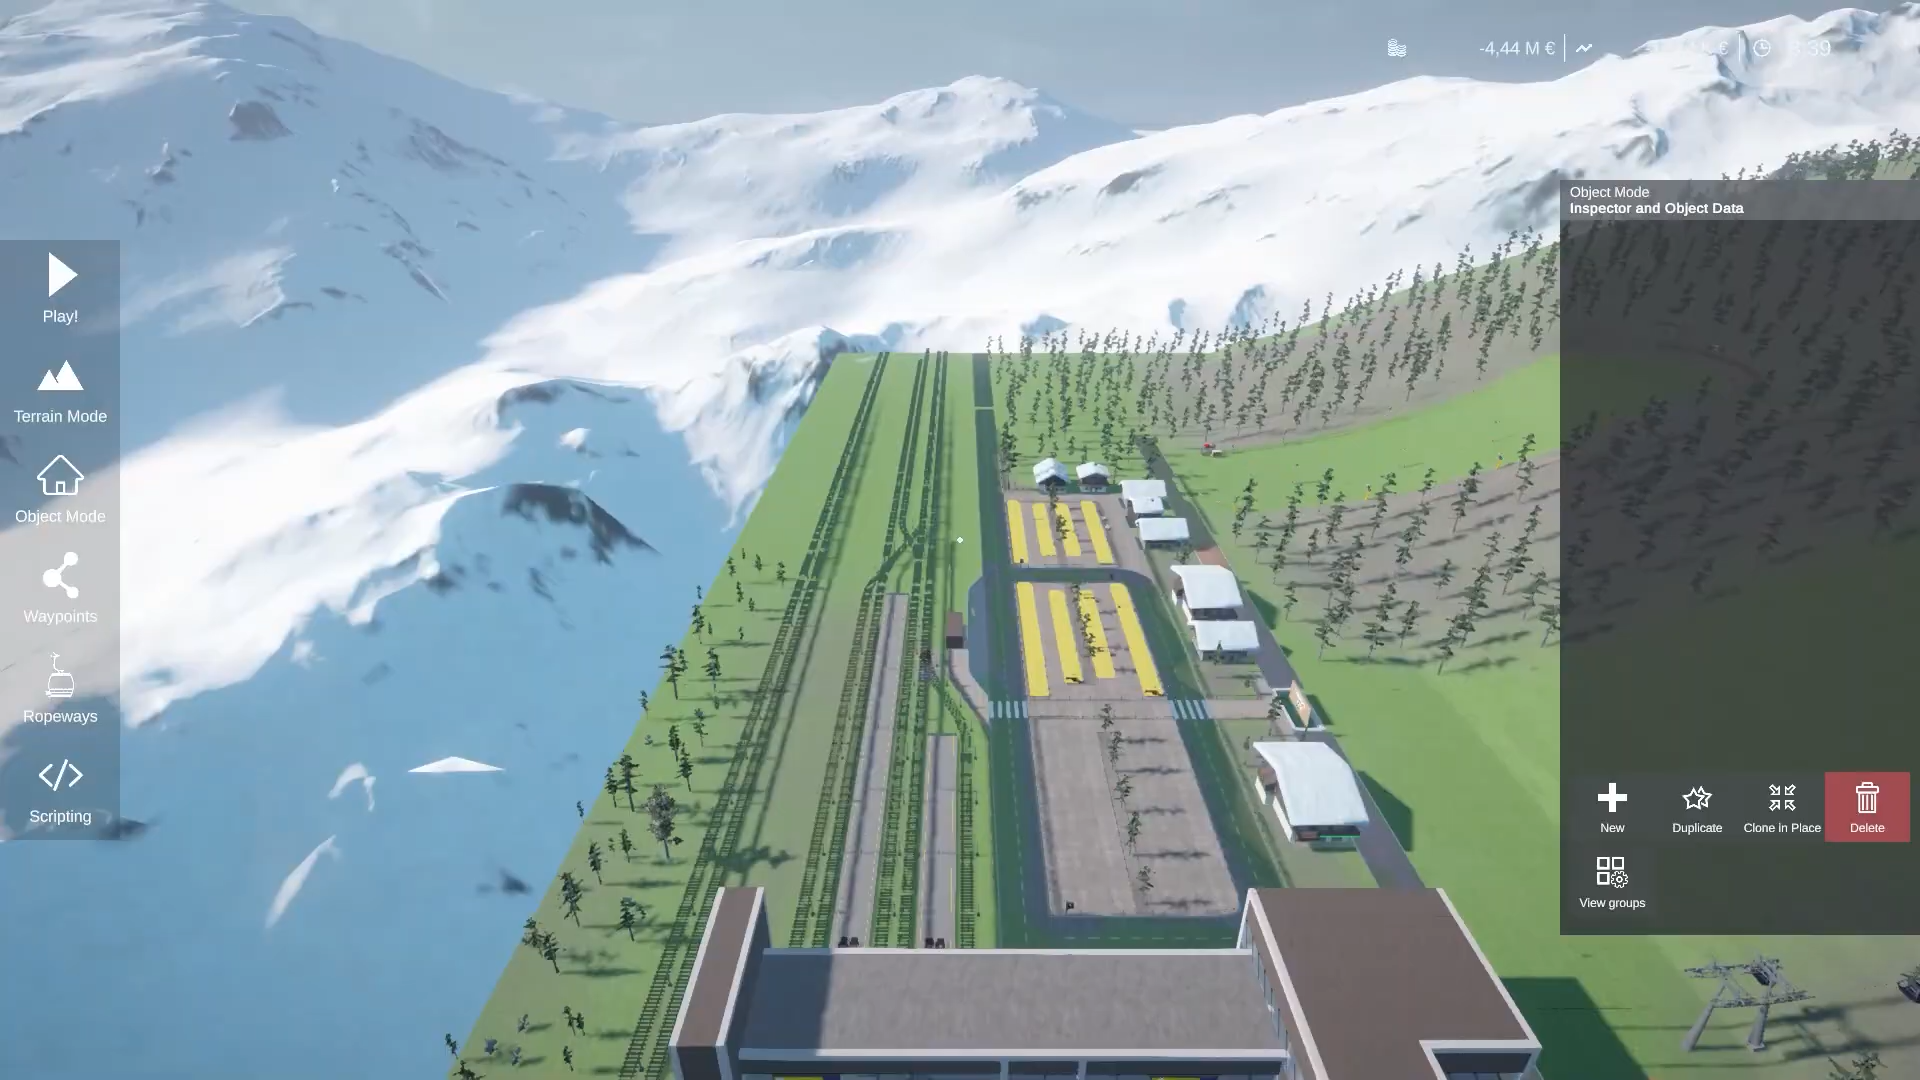 -4,44 M €
Object Mode
Inspector and Object Data
Play!
Terrain Mode
Object Mode
Waypoints
Ropeways
Scripting
New
Duplicate
Clone in Place
Delete
View groups